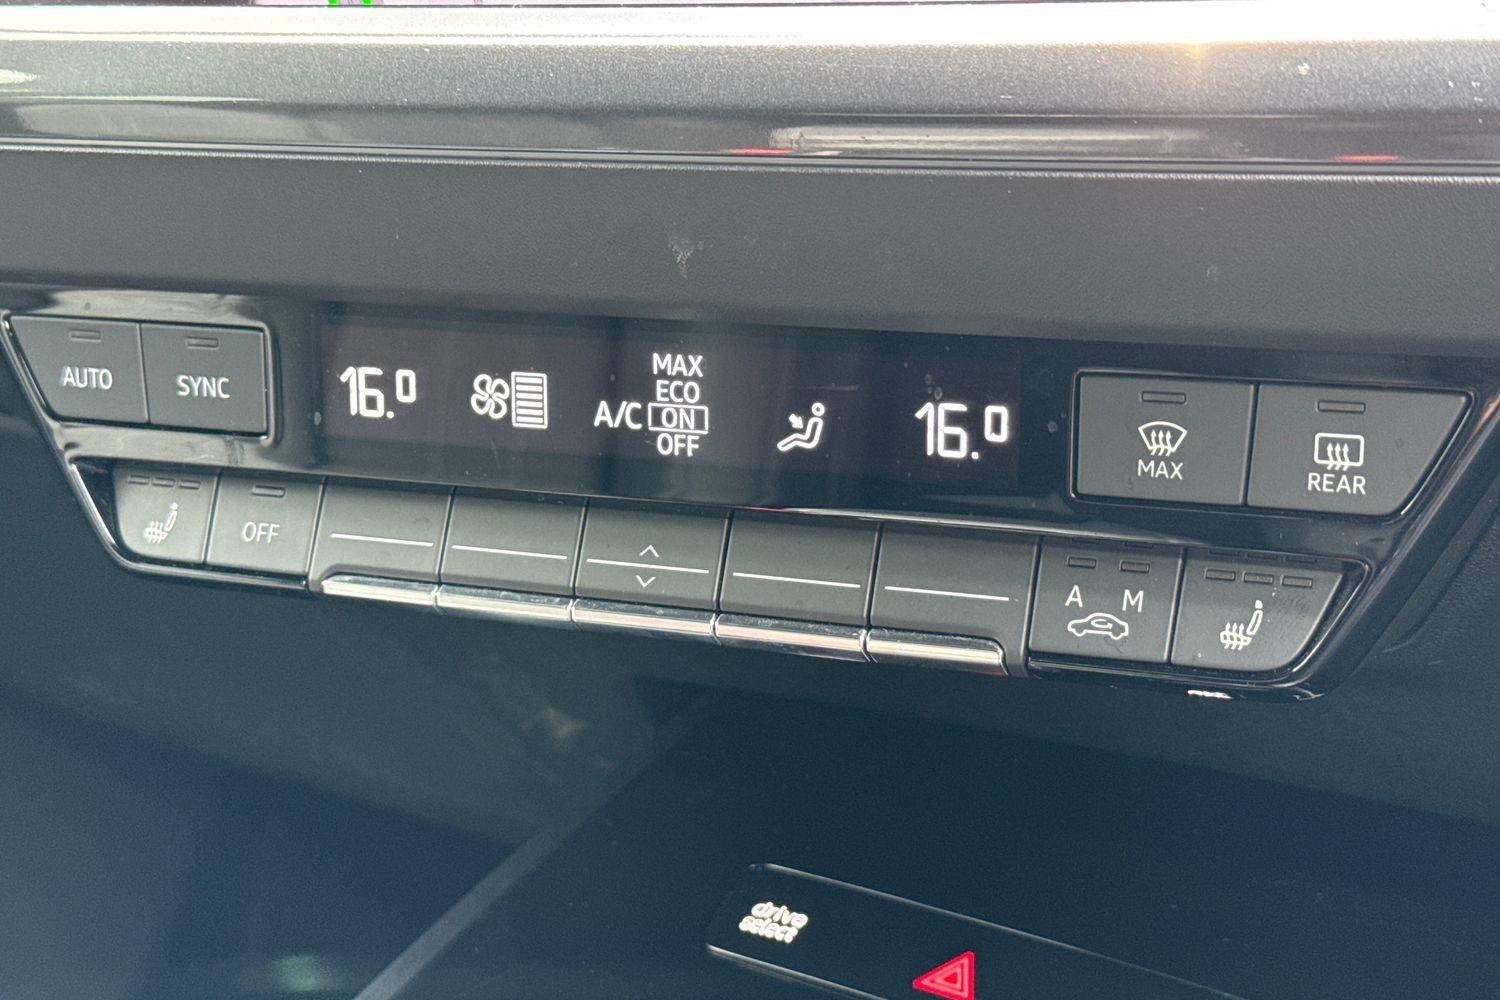 AUTO
SYNC
16.0
A/C
MAX
ECO
ON
OFF
16.0
MAX
REAR
OFF
A M
drive
select